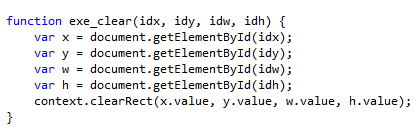 function exe_clear(idx, idy, idw, idh) {
    var x = document.getElementById(idx);
    var y = document.getElementById(idy);
    var w = document.getElementById(idw);
    var h = document.getElementById(idh);
    context.clearRect(x.value, y.value, w.value, h.value);
}